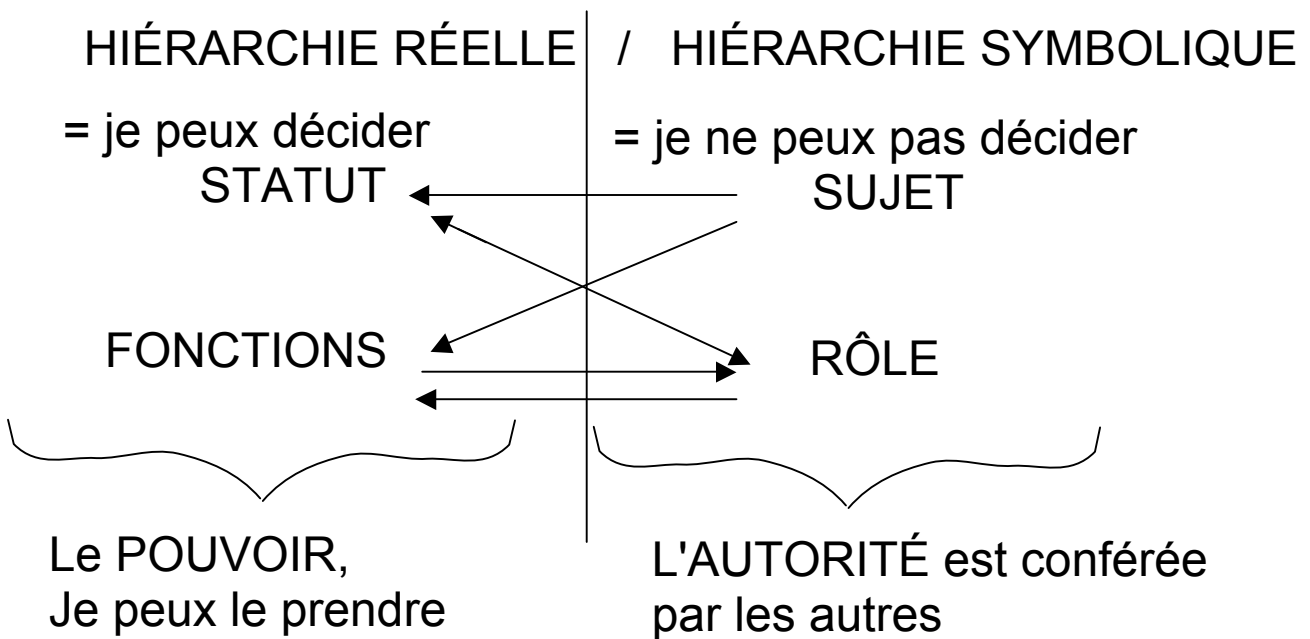 HIÉRARCHIE RÉELLE / HIÉRARCHIE SYMBOLIQUE
= je peux décider
STATUT
= je ne peux pas décider
SUJET
FONCTIONS
RÔLE
Le POUVOIR,
Je peux le prendre
L'AUTORITÉ est conférée
par les autres